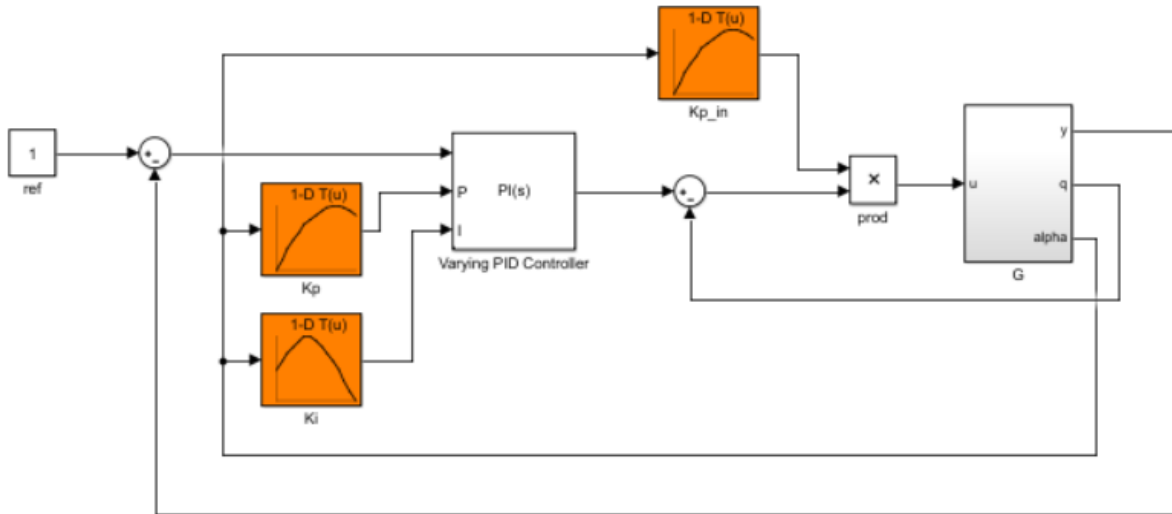 1-D T(u)
Kp_in
1
ref
+
-
1-D T(u)
Kp
P
I
PI(s)
Varying PID Controller
+
-
×
prod
u
y
q
alpha
G
1-D T(u)
Ki